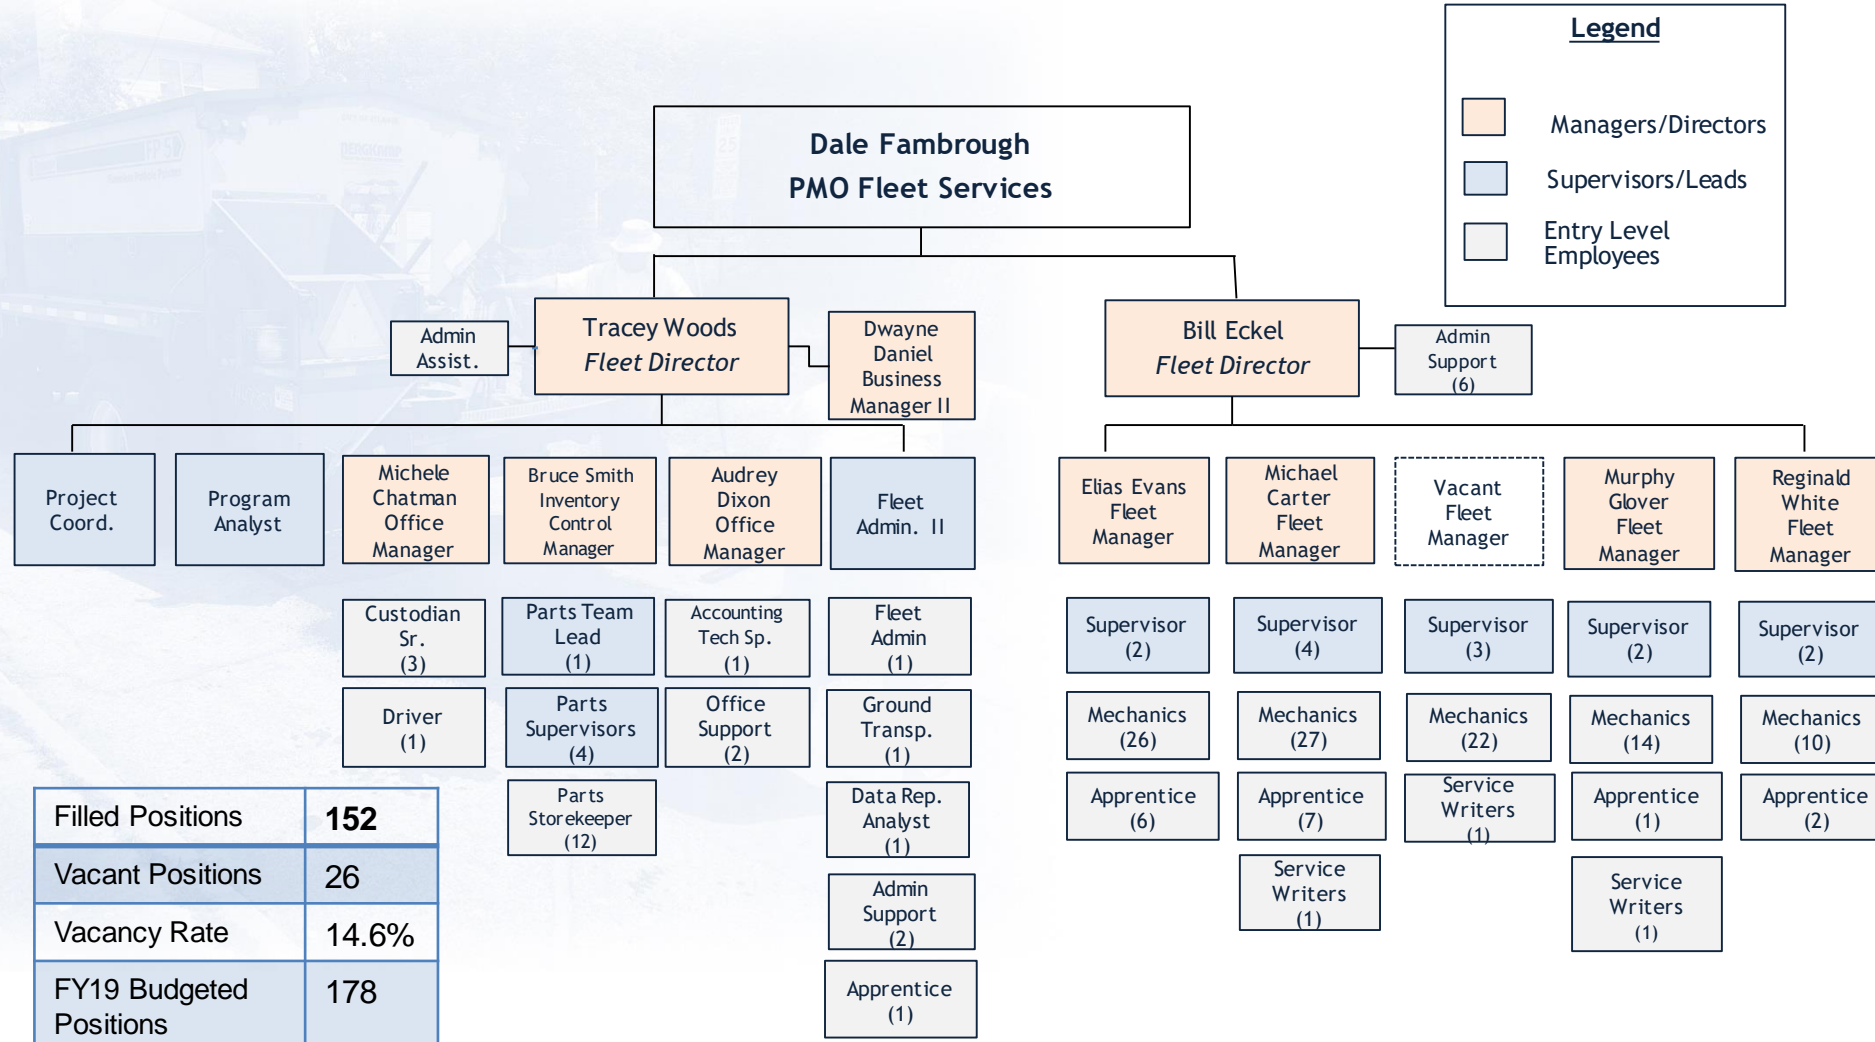 Legend
Managers/Directors
Supervisors/Leads
Entry Level
Employees
Dale Fambrough
PMO Fleet Services
Admin
Assist.
Tracey Woods
Fleet Director
Dwayne
Daniel
Business
Manager II
Bill Eckel
Fleet Director
Admin
Support
(6)
Project
Coord.
Program
Analyst
Michele
Chatman
Office
Manager
Bruce Smith
Inventory
Control
Manager
Audrey
Dixon
Office
Manager
Fleet
Admin. II
Elias Evans
Fleet
Manager
Michael
Carter
Fleet
Manager
Vacant
Fleet
Manager
Murphy
Glover
Fleet
Manager
Reginald
White
Fleet
Manager
Custodian
Sr.
(3)
Parts Team
Lead
(1)
Accounting
Tech Sp.
(1)
Fleet
Admin
(1)
Supervisor
(2)
Supervisor
(4)
Supervisor
(3)
Supervisor
(2)
Supervisor
(2)
Driver
(1)
Parts
Supervisors
(4)
Office
Support
(2)
Ground
Transp.
(1)
Mechanics
(26)
Mechanics
(27)
Mechanics
(22)
Mechanics
(14)
Mechanics
(10)
Parts
Storekeeper
(12)
Data Rep.
Analyst
(1)
Apprentice
(6)
Apprentice
(7)
Service
Writers
(1)
Apprentice
(1)
Apprentice
(2)
Admin
Support
(2)
Service
Writers
(1)
Service
Writers
(1)
Apprentice
(1)
Filled Positions 152
Vacant Positions 26
Vacancy Rate 14.6%
FY19 Budgeted 178
Positions